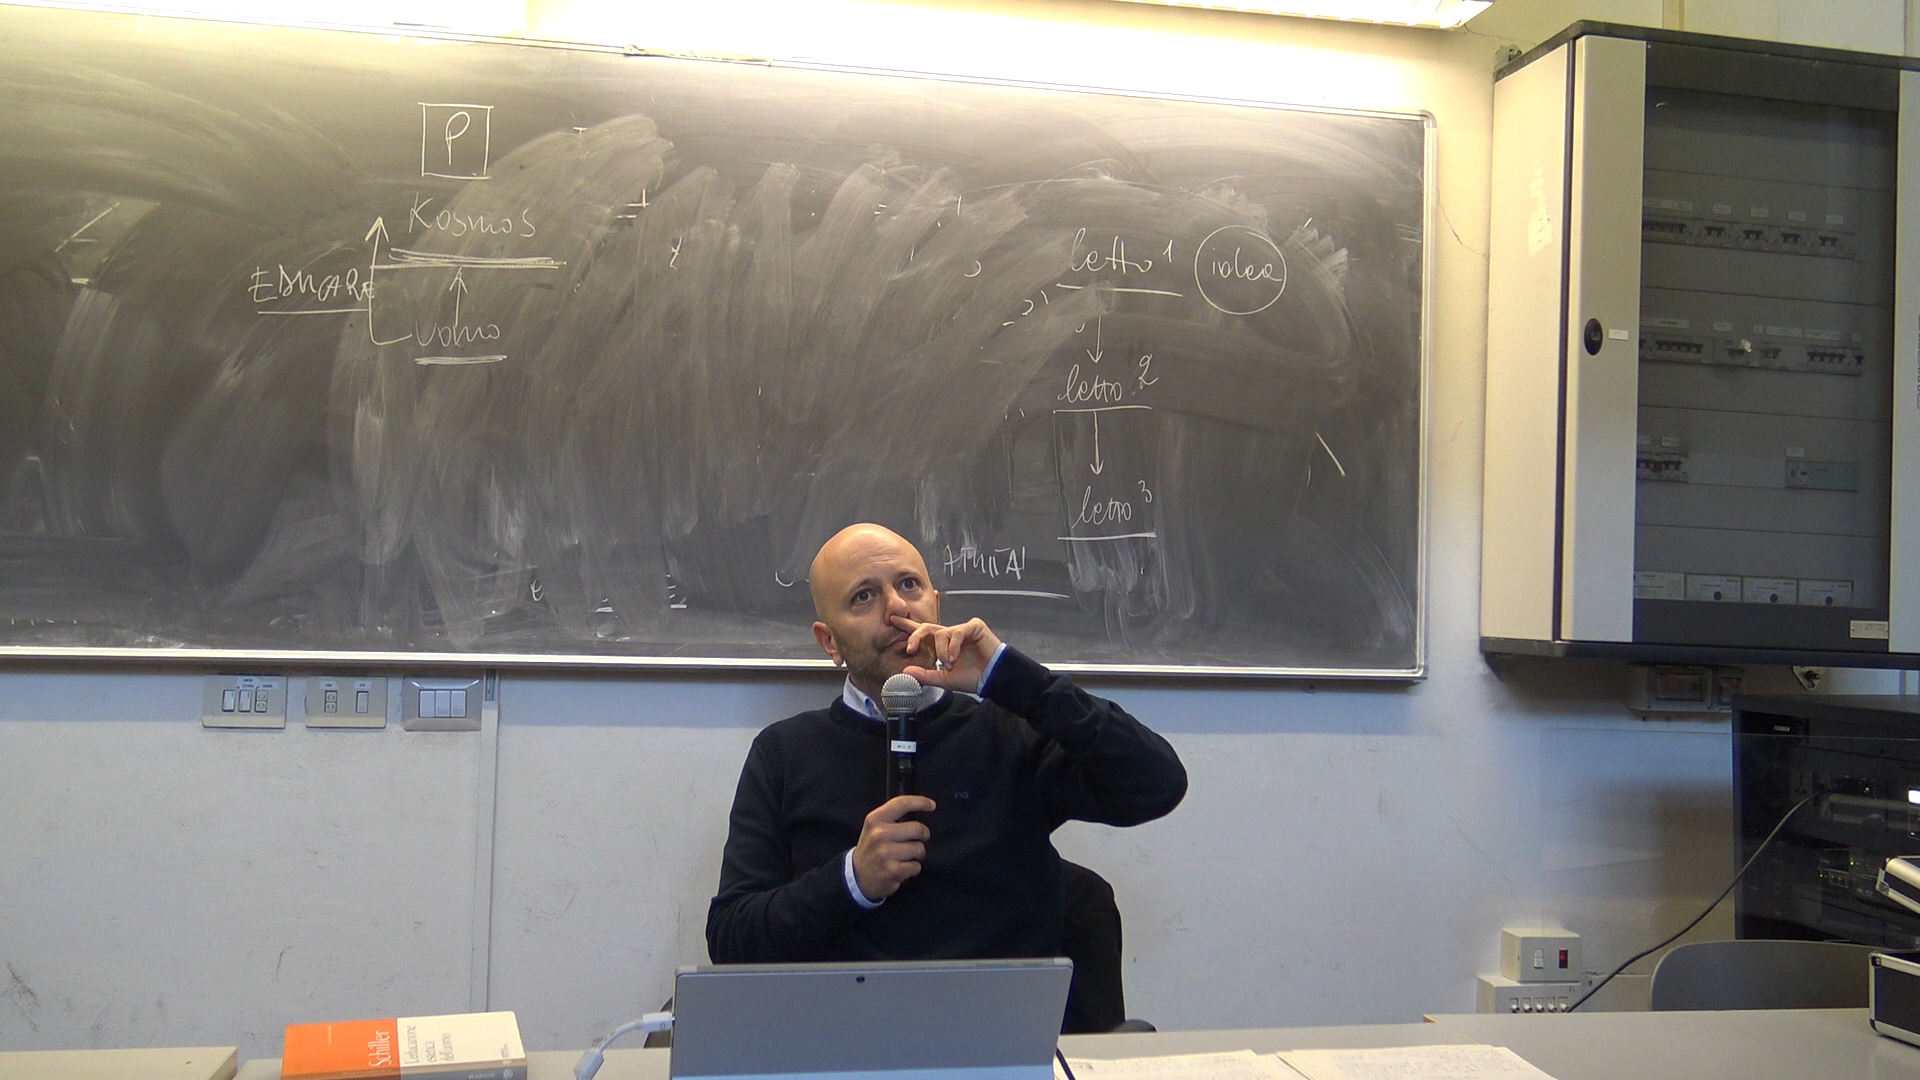 P
Kosmos
EDUCARE
Uomo
letto 1
idea
letto 2
letto 3
Schiller
L'educazione
estetica
dell'uomo